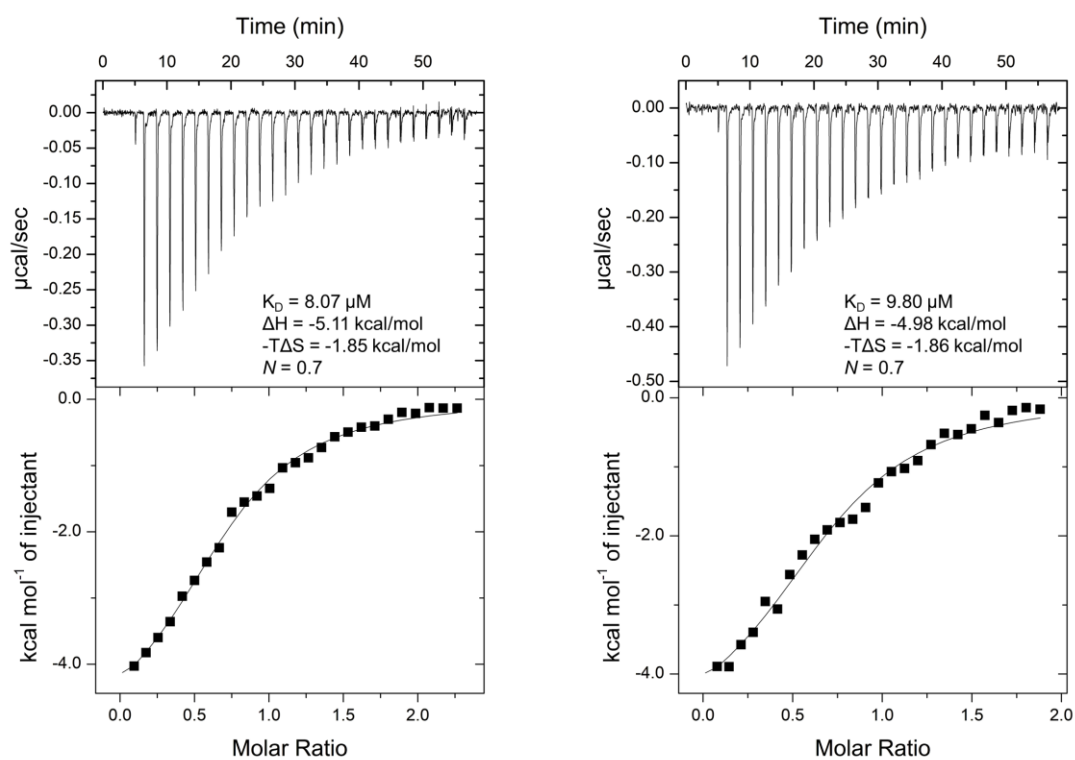 Time (min)
0 10 20 30 40 50
0.00
-0.05
-0.10
-0.15
-0.20
-0.25
-0.30
-0.35
µcal/sec
K_D = 8.07 µM
ΔH = -5.11 kcal/mol
-TΔS = -1.85 kcal/mol
N = 0.7
0.0
-2.0
-4.0
kcal mol⁻¹ of injectant
0.0 0.5 1.0 1.5 2.0
Molar Ratio
Time (min)
0 10 20 30 40 50
0.00
-0.10
-0.20
-0.30
-0.40
-0.50
µcal/sec
K_D = 9.80 µM
ΔH = -4.98 kcal/mol
-TΔS = -1.86 kcal/mol
N = 0.7
0.0
-2.0
-4.0
kcal mol⁻¹ of injectant
0.0 0.5 1.0 1.5 2.0
Molar Ratio